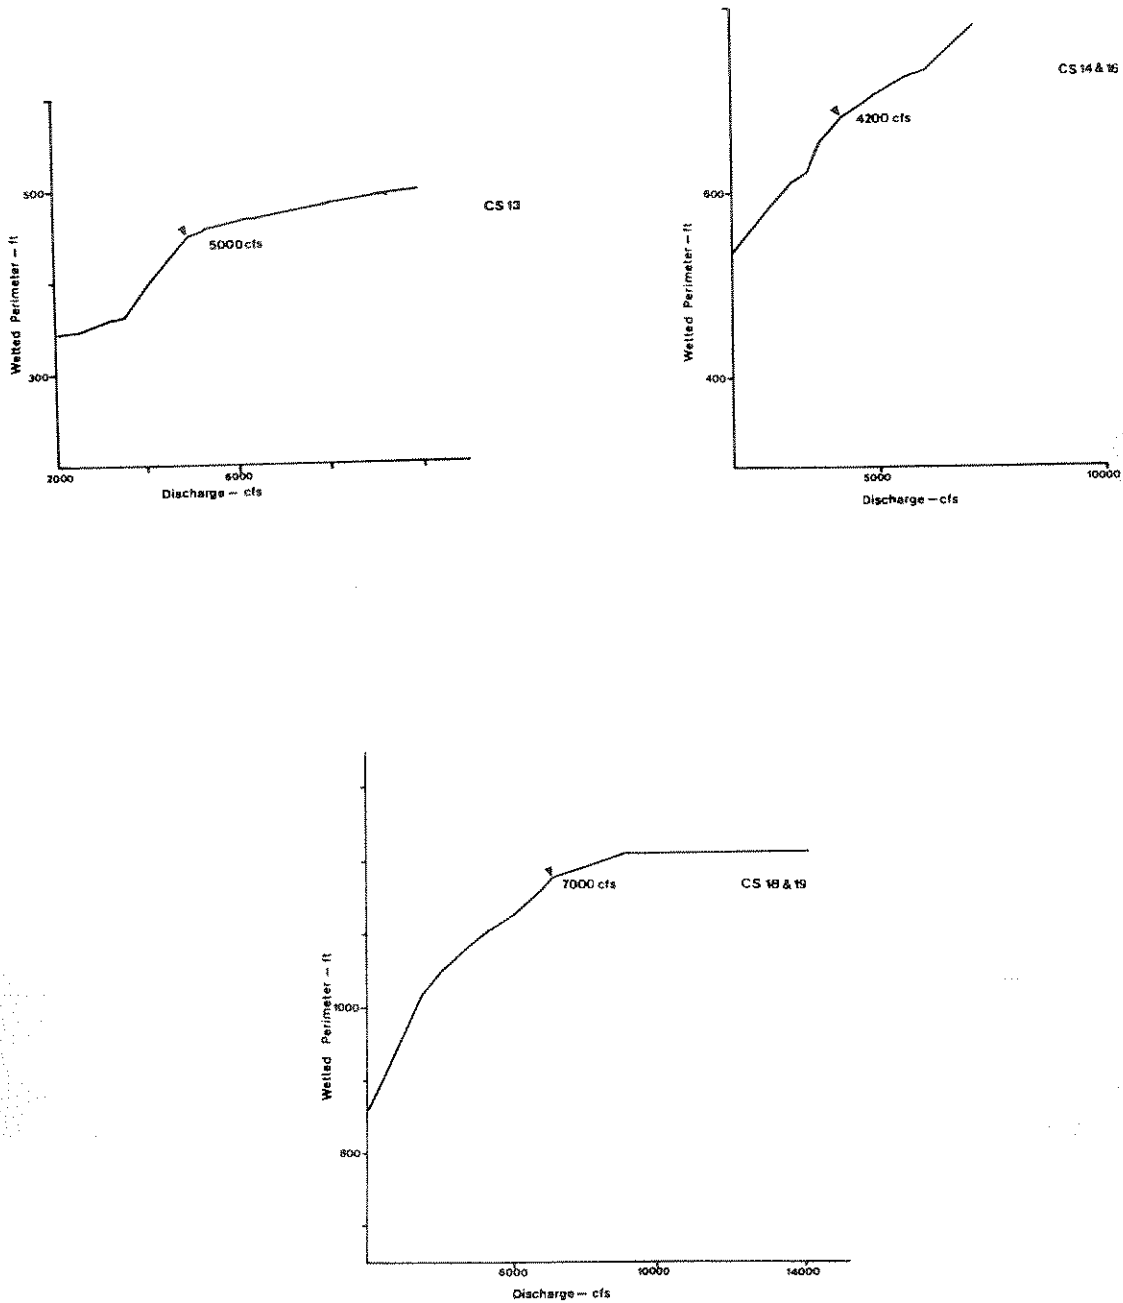 CS 14 & 16
4200 cfs
500
600
CS 13
5000 cfs
Wetted Perimeter – ft
Wetted Perimeter – ft
300
400
2000
6000
5000
10000
Discharge – cfs
Discharge – cfs
7000 cfs
CS 18 & 19
Wetted Perimeter – ft
1000
800
6000
10000
14000
Discharge – cfs